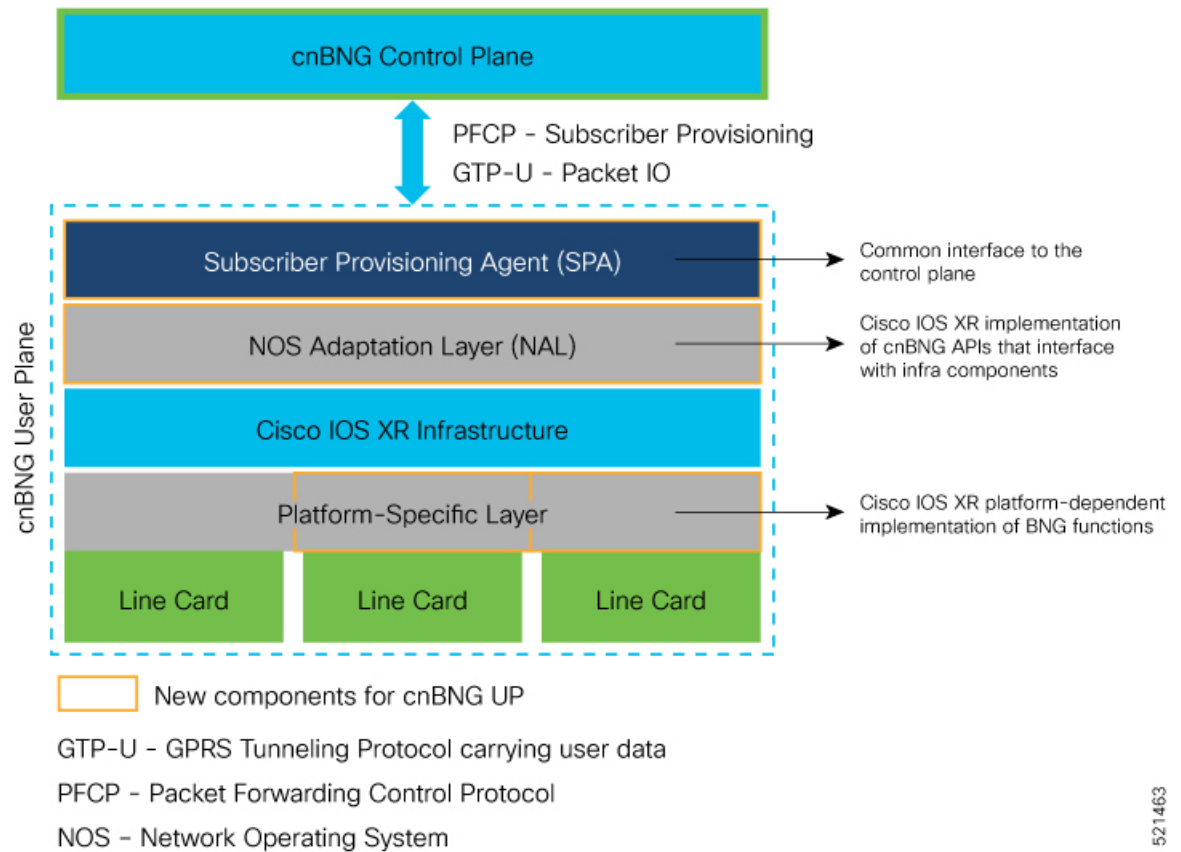 cnBNG Control Plane
PFCP - Subscriber Provisioning
GTP-U - Packet IO
cnBNG User Plane
Subscriber Provisioning Agent (SPA)
Common interface to the
control plane
NOS Adaptation Layer (NAL)
Cisco IOS XR implementation
of cnBNG APIs that interface
with infra components
Cisco IOS XR Infrastructure
Platform-Specific Layer
Cisco IOS XR platform-dependent
implementation of BNG functions
Line Card
Line Card
Line Card
New components for cnBNG UP
GTP-U - GPRS Tunneling Protocol carrying user data
PFCP - Packet Forwarding Control Protocol
NOS - Network Operating System
521463